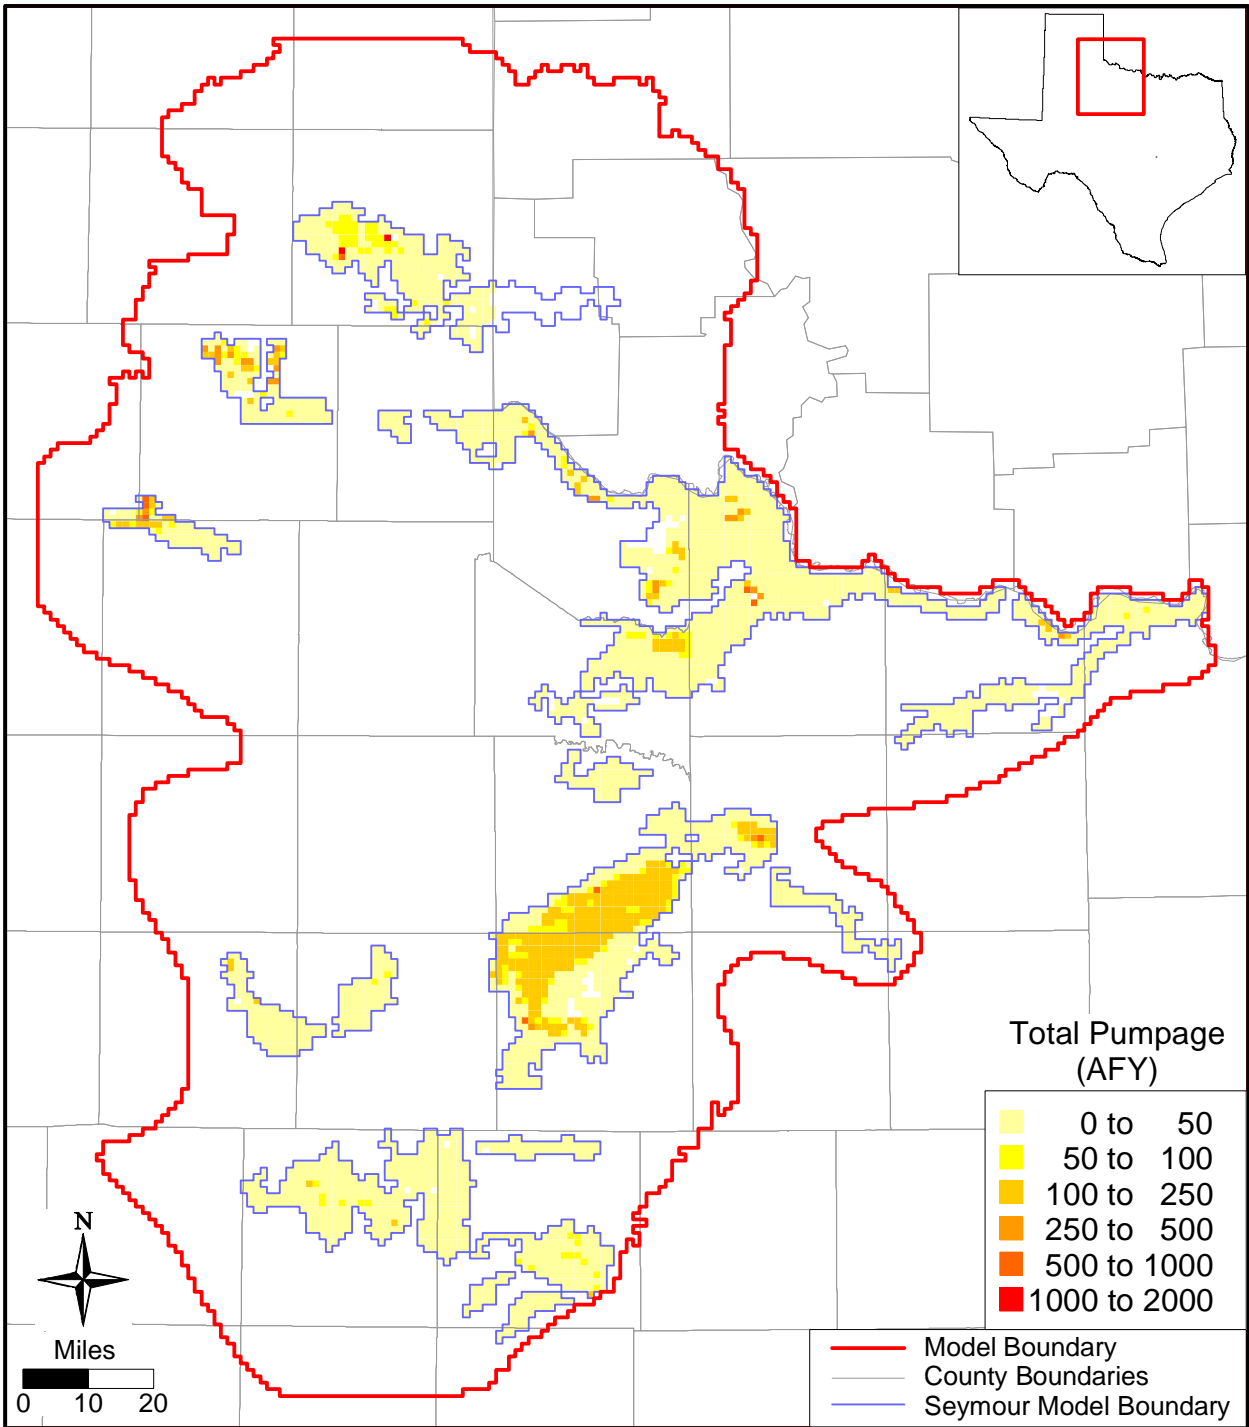 Total Pumpage
(AFY)
0 to 50
50 to 100
100 to 250
250 to 500
500 to 1000
1000 to 2000
N
Miles
0 10 20
Model Boundary
County Boundaries
Seymour Model Boundary